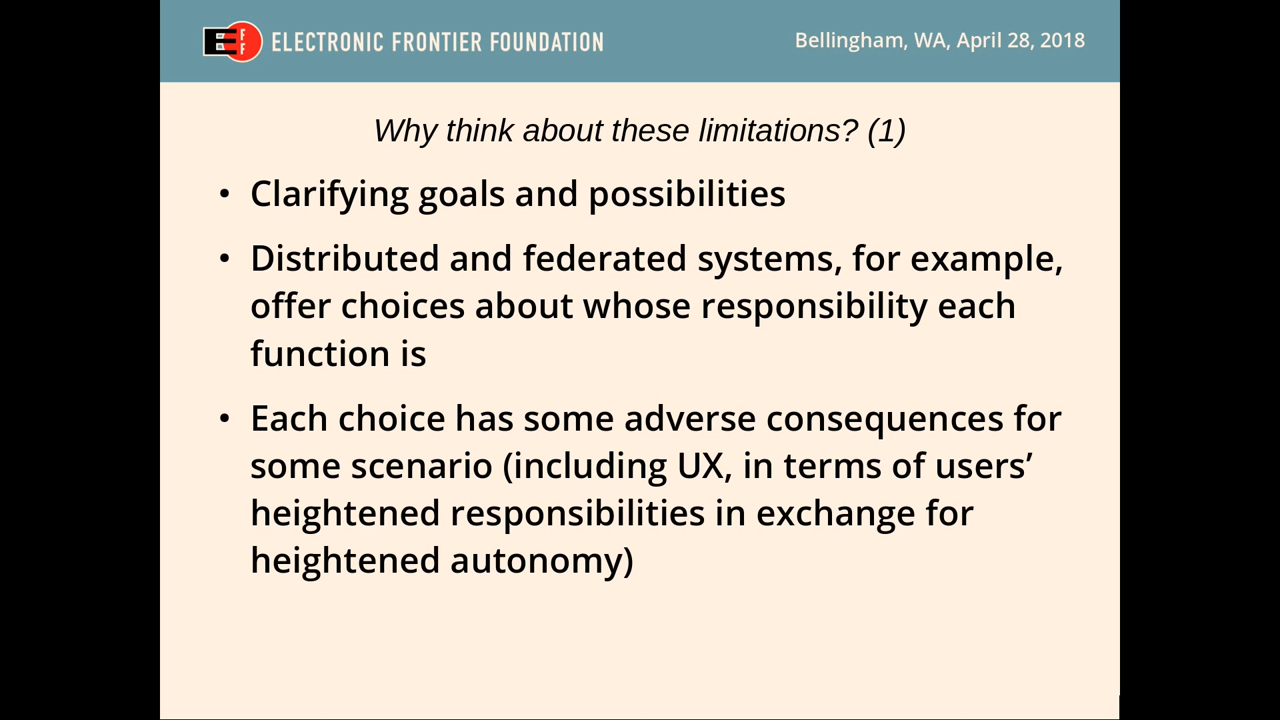 EFF ELECTRONIC FRONTIER FOUNDATION
Bellingham, WA, April 28, 2018
Why think about these limitations? (1)
• Clarifying goals and possibilities
• Distributed and federated systems, for example,
offer choices about whose responsibility each
function is
• Each choice has some adverse consequences for
some scenario (including UX, in terms of users’
heightened responsibilities in exchange for
heightened autonomy)